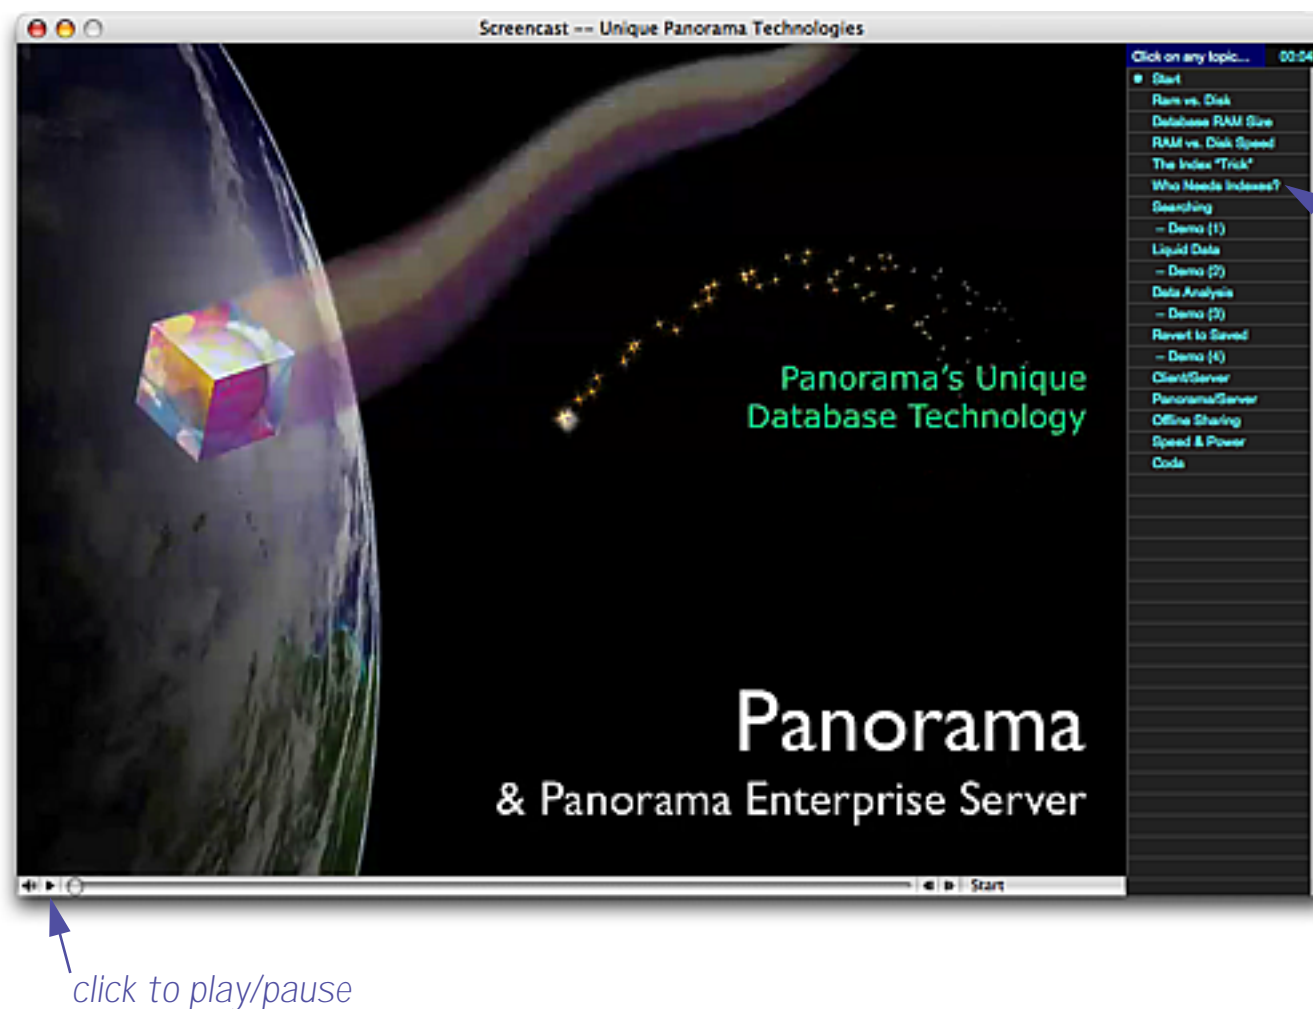 Screencast -- Unique Panorama Technologies
Click on any topic... 00:04
Start
Ram vs. Disk
Database RAM Size
RAM vs. Disk Speed
The Index "Trick"
Who Needs Indexes?
Searching
– Demo (1)
Liquid Data
– Demo (2)
Data Analysis
– Demo (3)
Revert to Saved
– Demo (4)
Client/Server
Panorama/Server
Offline Sharing
Speed & Power
Coda
Panorama's Unique
Database Technology
Panorama
& Panorama Enterprise Server
Start
click to play/pause